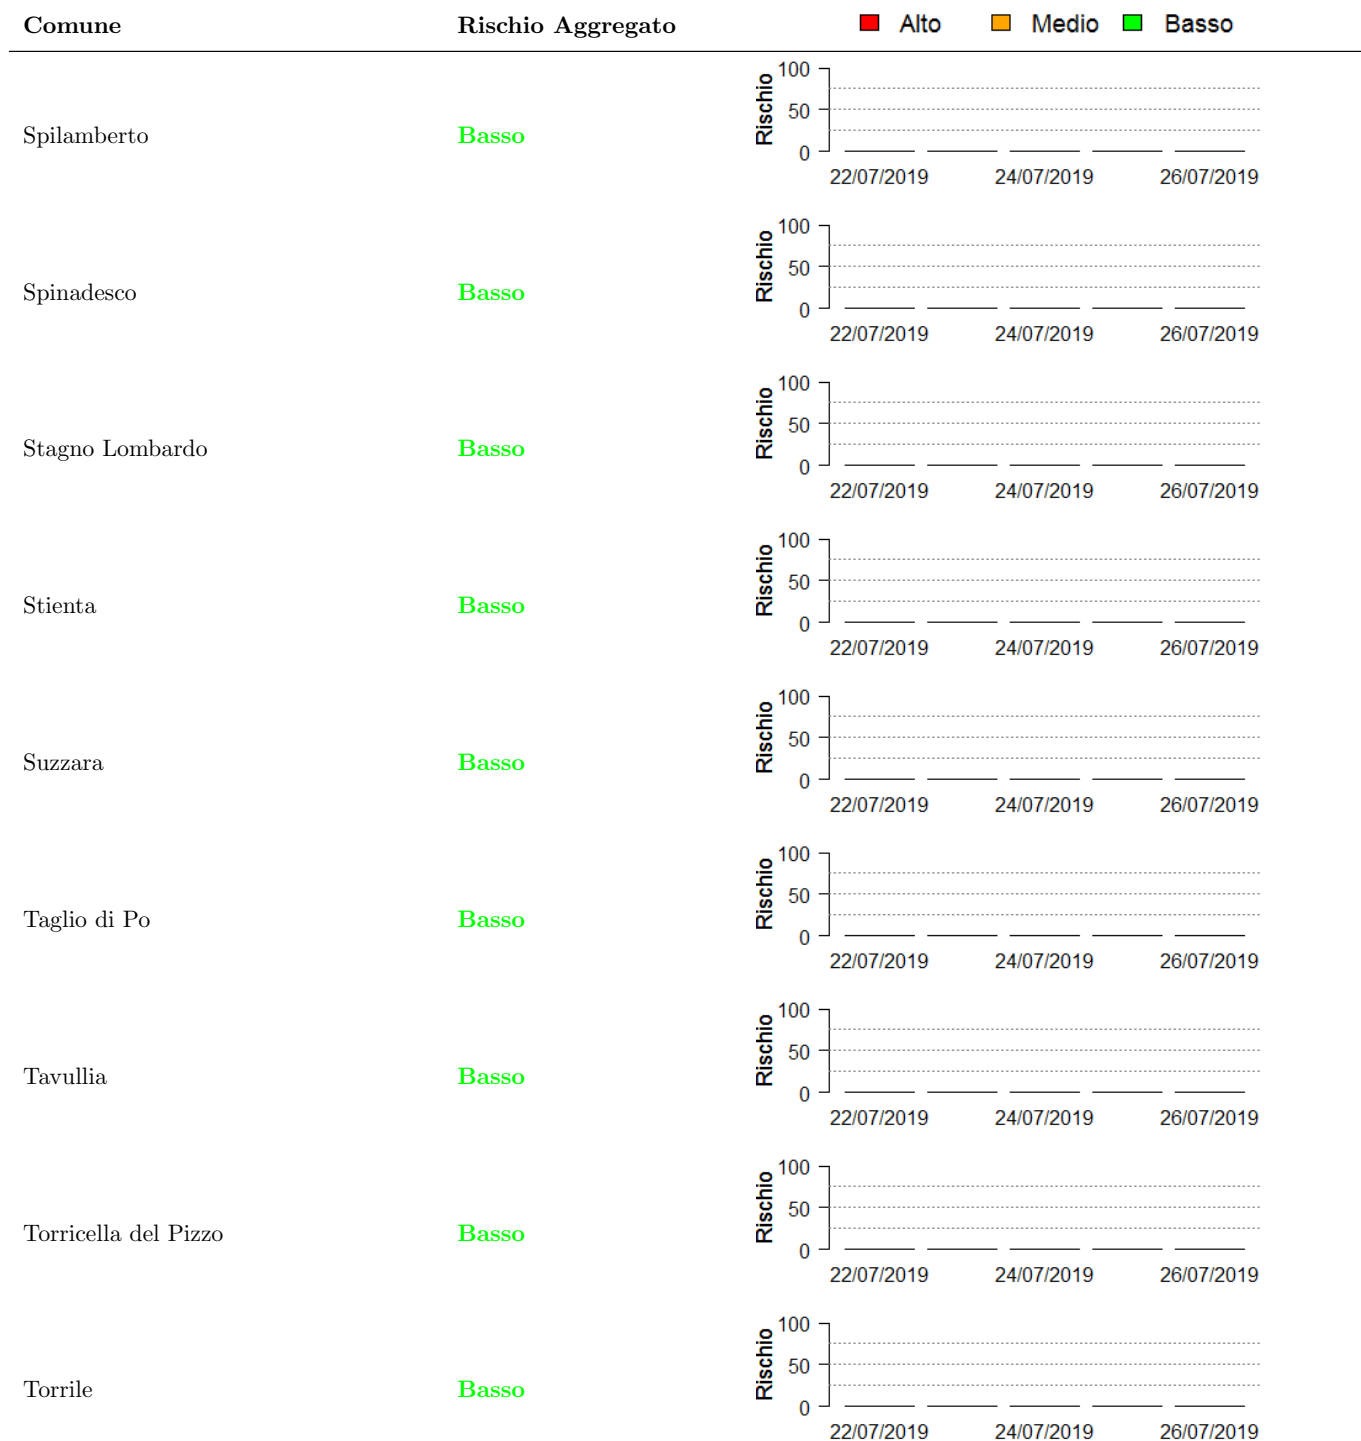 Comune Rischio Aggregato Alto Medio Basso
100
50
0
Rischio
Spilamberto Basso
22/07/2019 24/07/2019 26/07/2019
100
50
0
Rischio
Spinadesco Basso
22/07/2019 24/07/2019 26/07/2019
100
50
0
Rischio
Stagno Lombardo Basso
22/07/2019 24/07/2019 26/07/2019
100
50
0
Rischio
Stienta Basso
22/07/2019 24/07/2019 26/07/2019
100
50
0
Rischio
Suzzara Basso
22/07/2019 24/07/2019 26/07/2019
100
50
0
Rischio
Taglio di Po Basso
22/07/2019 24/07/2019 26/07/2019
100
50
0
Rischio
Tavullia Basso
22/07/2019 24/07/2019 26/07/2019
100
50
0
Rischio
Torricella del Pizzo Basso
22/07/2019 24/07/2019 26/07/2019
100
50
0
Rischio
Torrile Basso
22/07/2019 24/07/2019 26/07/2019